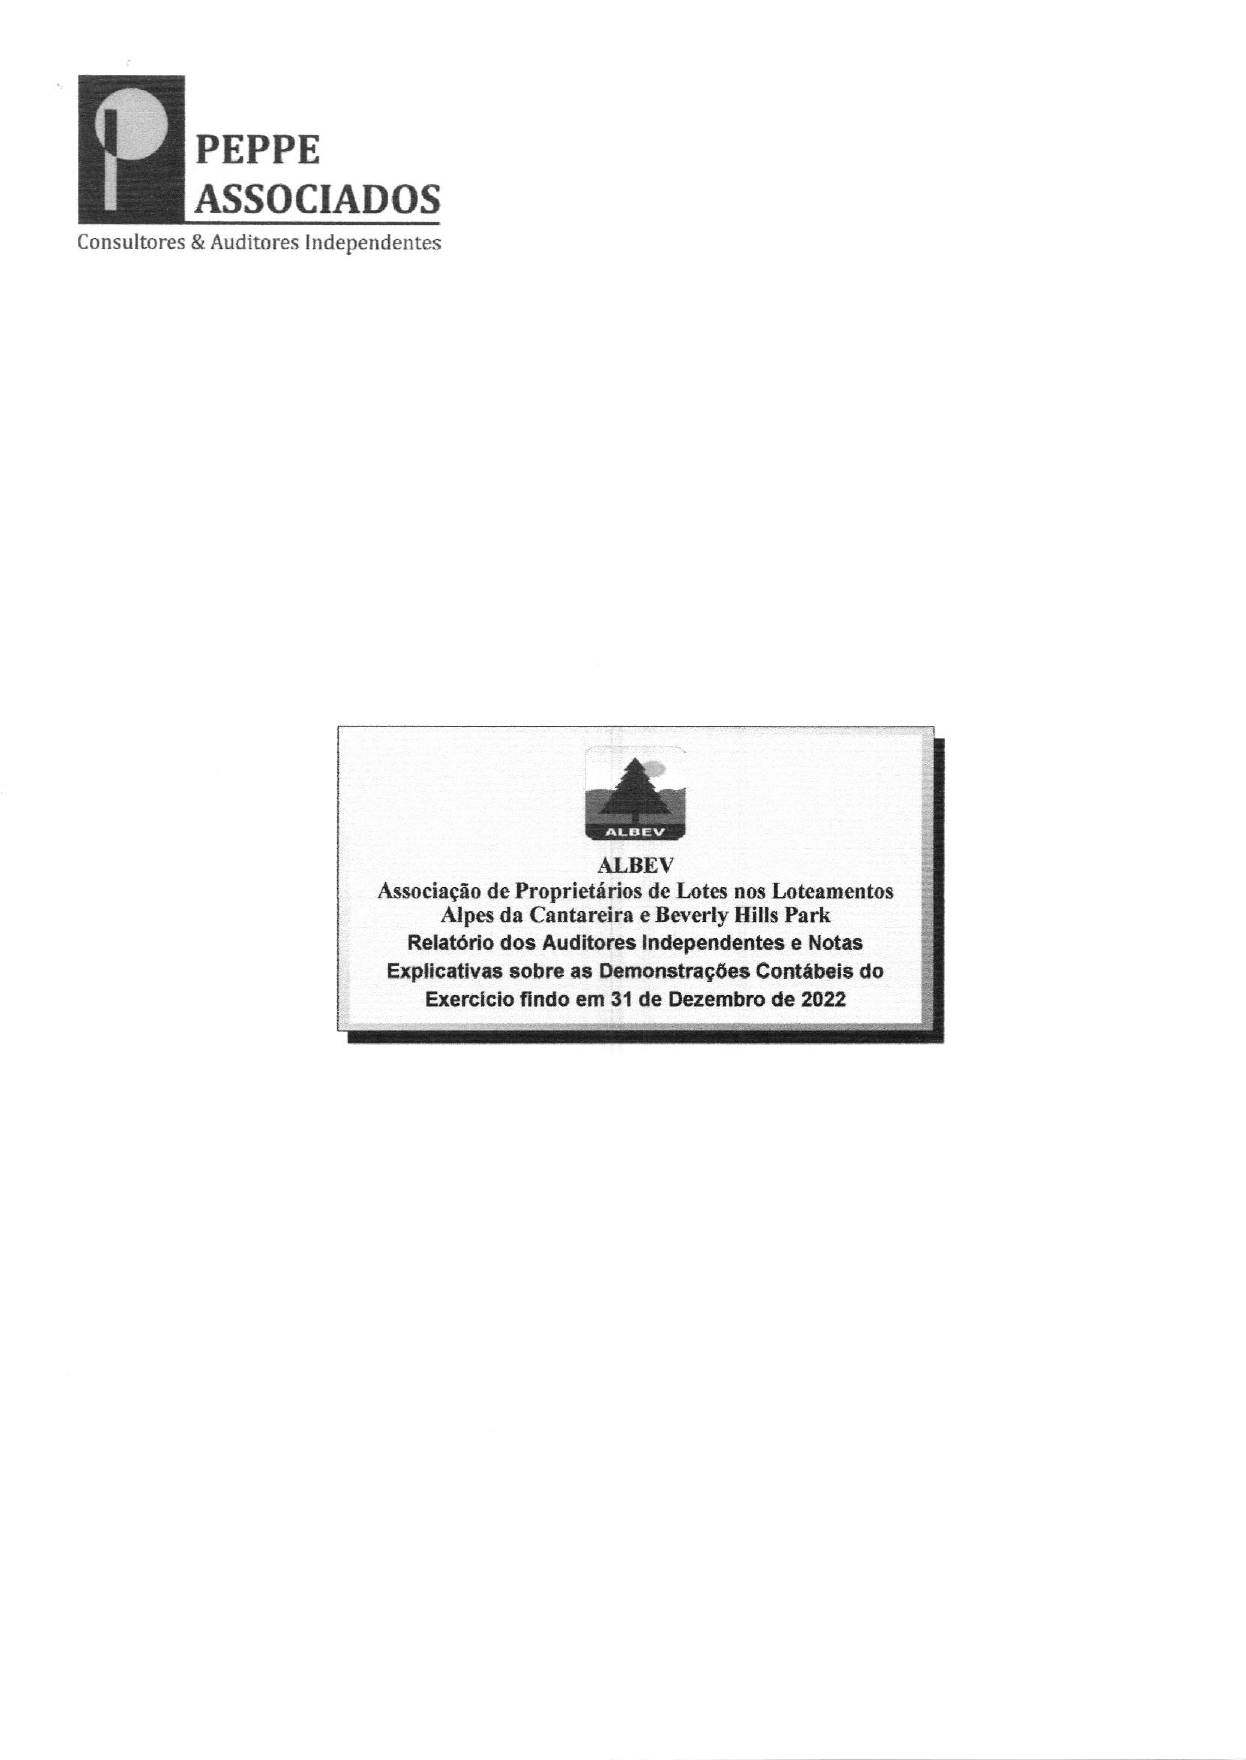 PEPPE
ASSOCIADOS
Consultores & Auditores Independentes
ALBEV
ALBEV
Associação de Proprietários de Lotes nos Loteamentos
Alpes da Cantareira e Beverly Hills Park
Relatório dos Auditores Independentes e Notas
Explicativas sobre as Demonstrações Contábeis do
Exercício findo em 31 de Dezembro de 2022